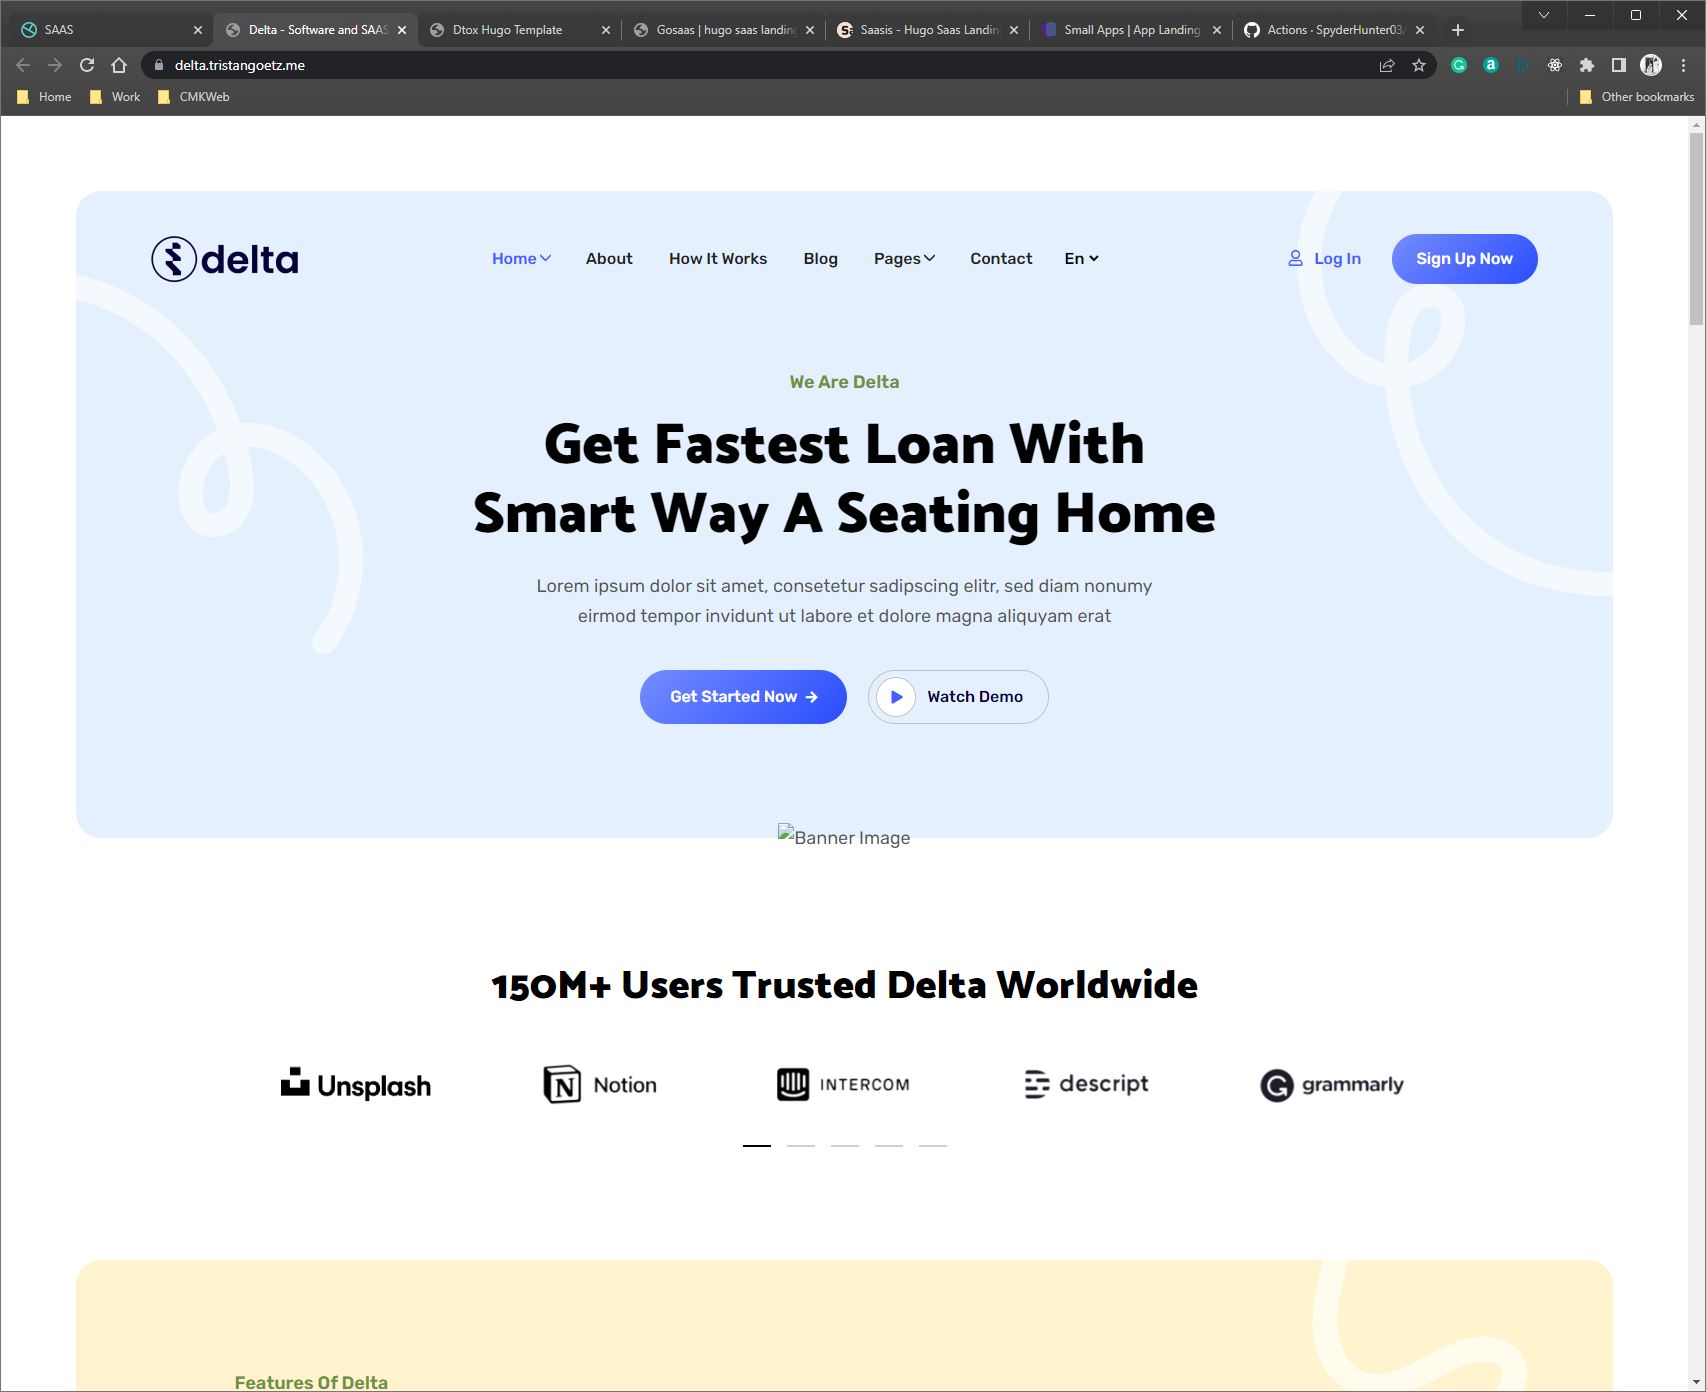 SAAS
Delta - Software and SAAS
Dtox Hugo Template
Gosaas | hugo saas landing
Saasis - Hugo Saas Landin
Small Apps | App Landing
Actions · SpyderHunter03/
delta.tristangoetz.me
Home
Work
CMKWeb
Other bookmarks
delta
Home
About
How It Works
Blog
Pages
Contact
En
Log In
Sign Up Now
We Are Delta
Get Fastest Loan With
Smart Way A Seating Home
Lorem ipsum dolor sit amet, consetetur sadipscing elitr, sed diam nonumy
eirmod tempor invidunt ut labore et dolore magna aliquyam erat
Get Started Now
Watch Demo
Banner Image
150M+ Users Trusted Delta Worldwide
Unsplash
Notion
INTERCOM
descript
grammarly
Features Of Delta